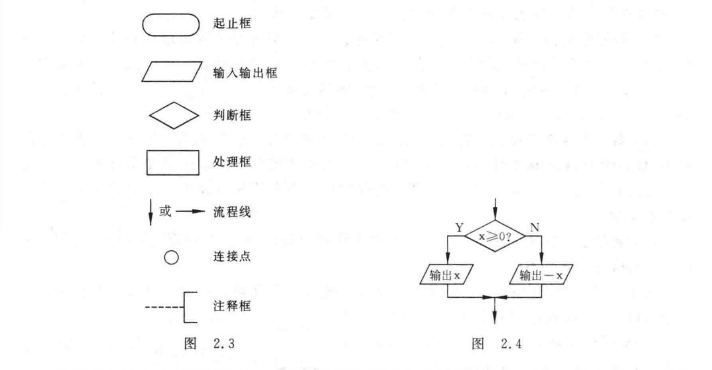 起止框
输入输出框
判断框
处理框
或
流程线
连接点
注释框
图 2.3
Y
x⩾0?
N
输出x
输出-x
图 2.4